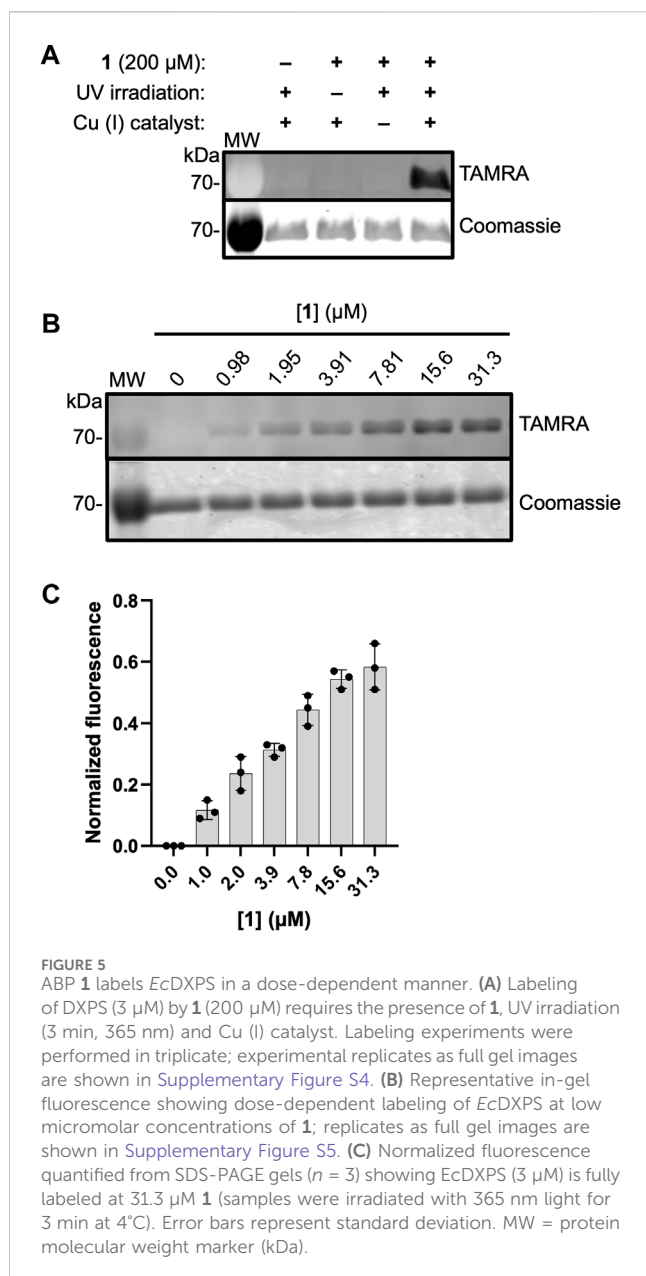 A
1 (200 µM): – + + +
UV irradiation: + – + +
Cu (I) catalyst: + + – +
MW
kDa
70- TAMRA
70- Coomassie
B
[1] (µM)
MW 0 0.98 1.95 3.91 7.81 15.6 31.3
kDa
70- TAMRA
70- Coomassie
C
Normalized fluorescence
0.8
0.6
0.4
0.2
0.0
0.0 1.0 2.0 3.9 7.8 15.6 31.3
[1] (µM)
FIGURE 5
ABP 1 labels EcDXPS in a dose-dependent manner. (A) Labeling
of DXPS (3 µM) by 1 (200 µM) requires the presence of 1, UV irradiation
(3 min, 365 nm) and Cu (I) catalyst. Labeling experiments were
performed in triplicate; experimental replicates as full gel images
are shown in Supplementary Figure S4. (B) Representative in-gel
fluorescence showing dose-dependent labeling of EcDXPS at low
micromolar concentrations of 1; replicates as full gel images are
shown in Supplementary Figure S5. (C) Normalized fluorescence
quantified from SDS-PAGE gels (n = 3) showing EcDXPS (3 µM) is fully
labeled at 31.3 µM 1 (samples were irradiated with 365 nm light for
3 min at 4°C). Error bars represent standard deviation. MW = protein
molecular weight marker (kDa).